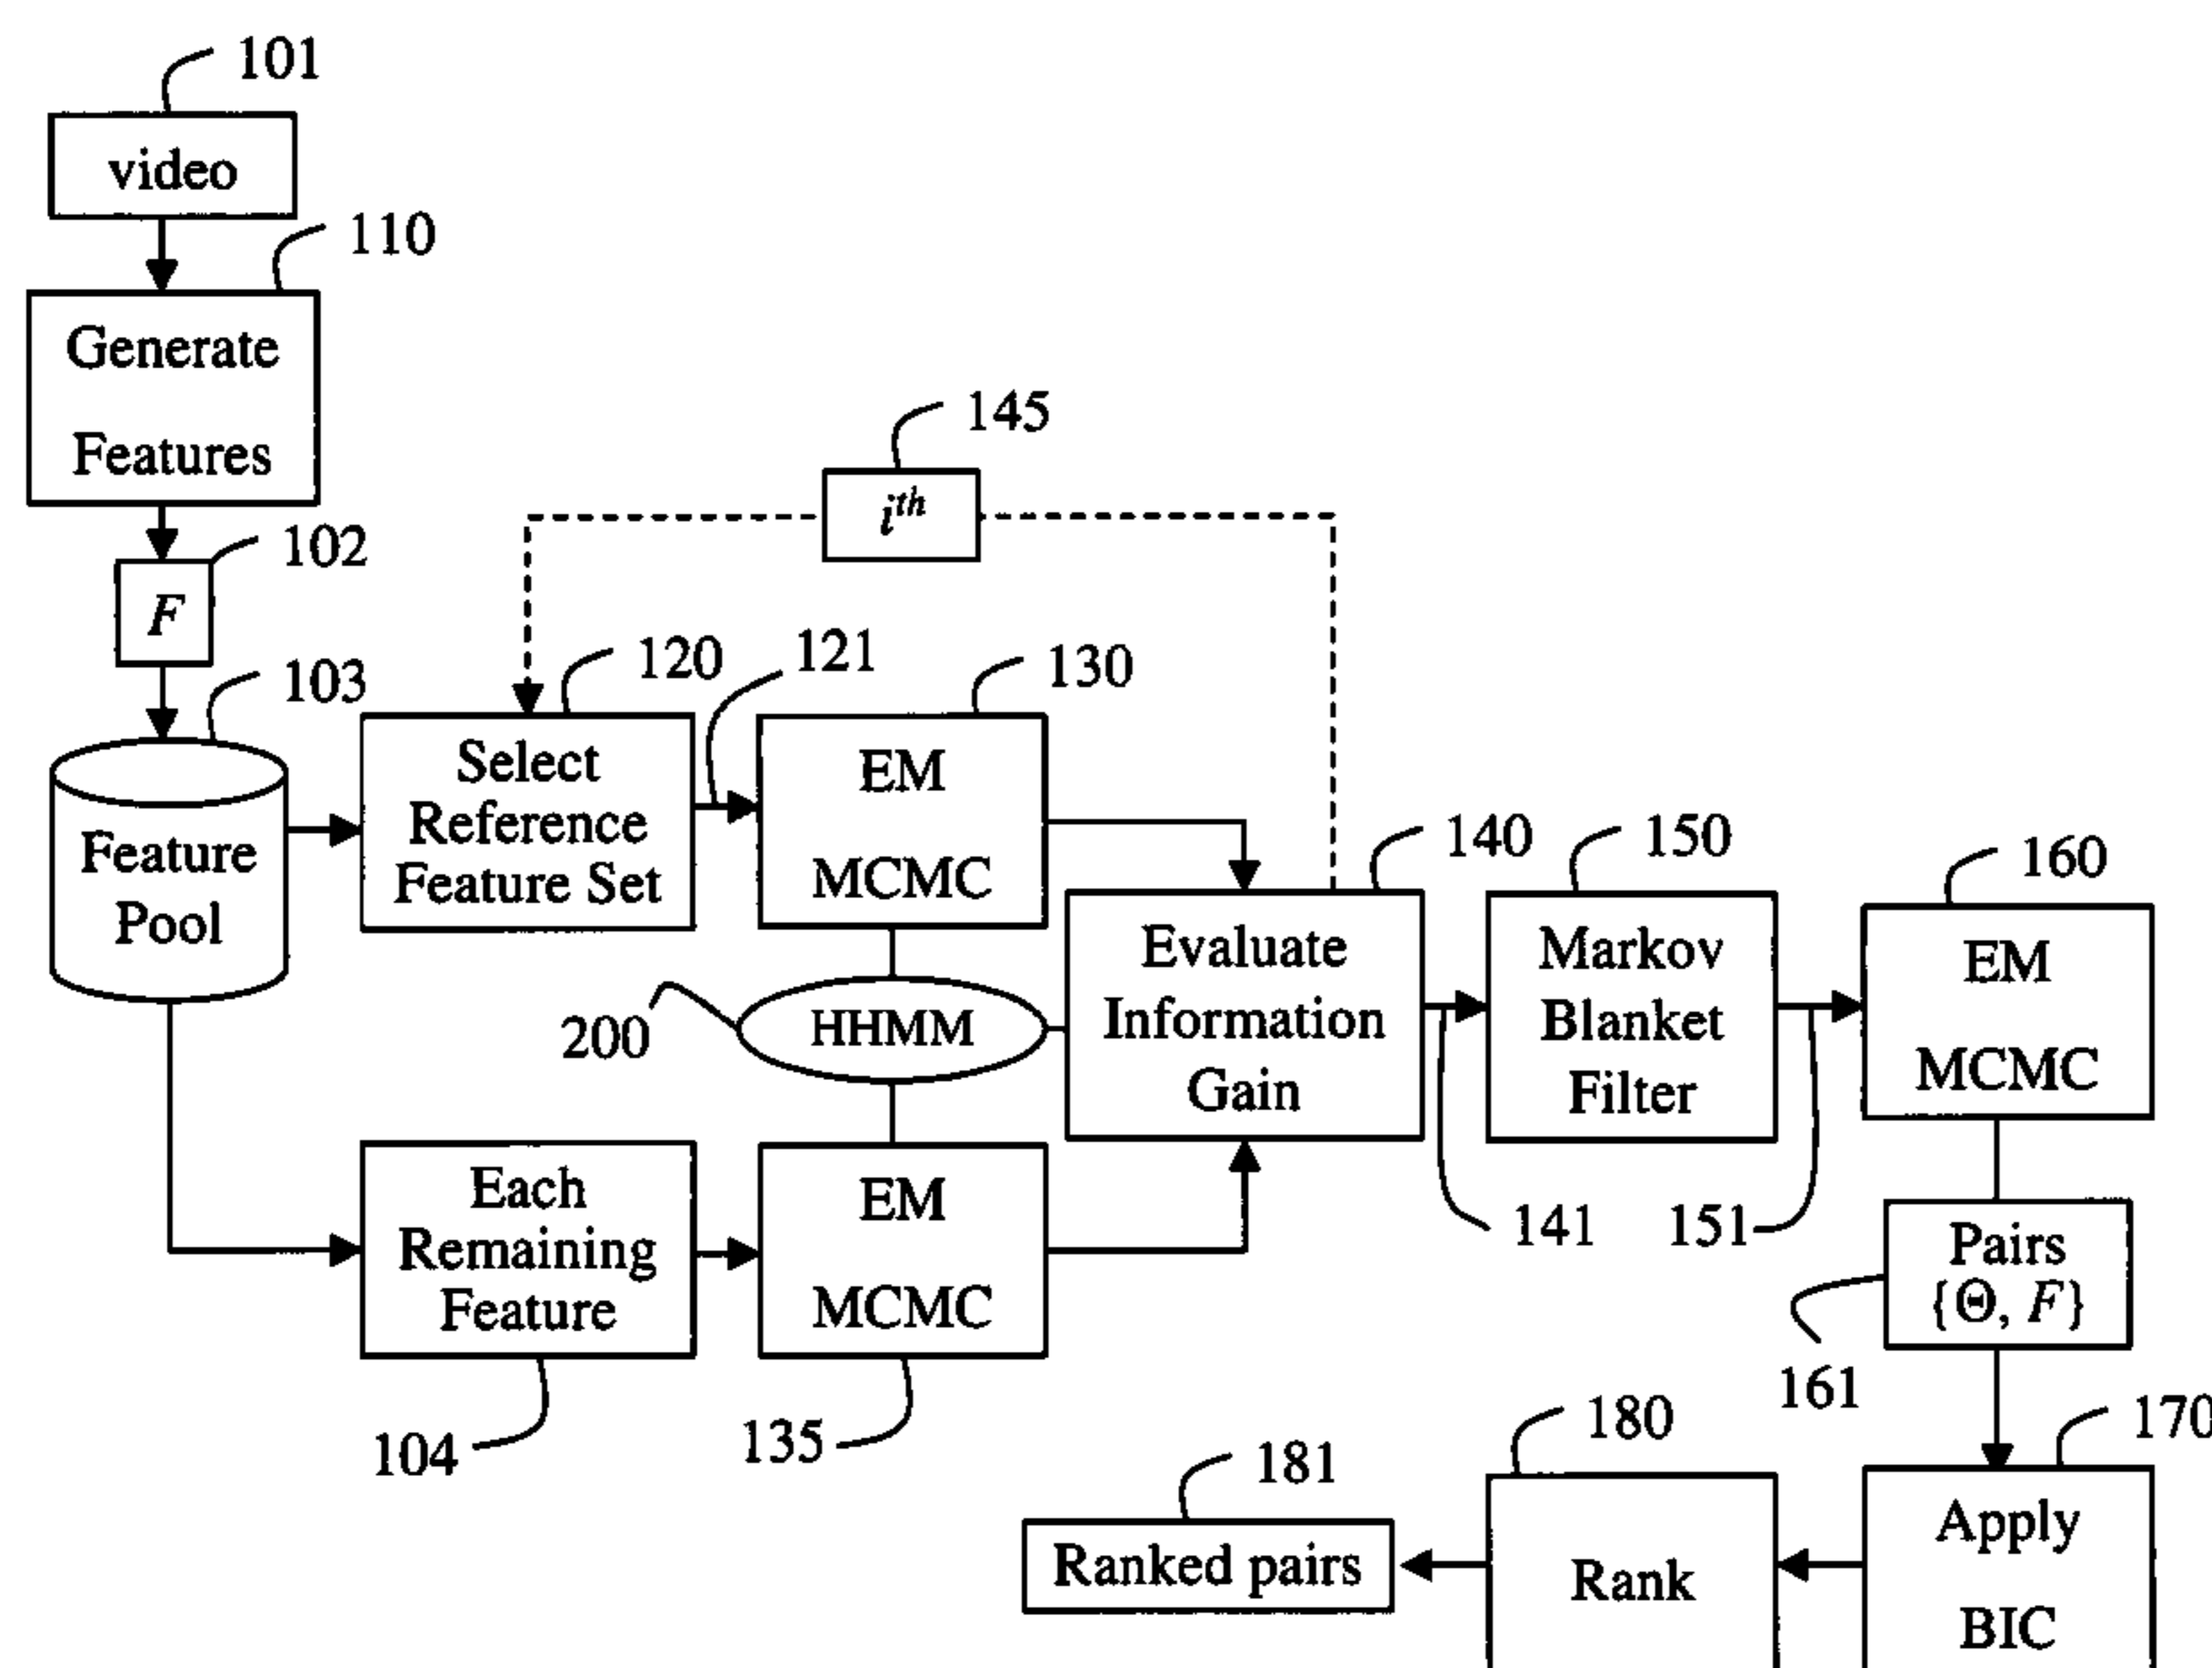 101
video
110
Generate
Features
145
i^th
102
F
103
120
121
130
Select
Reference
Feature Set
EM
MCMC
Feature
Pool
140
150
160
Evaluate
Information
Gain
Markov
Blanket
Filter
EM
MCMC
200
HHMM
Each
Remaining
Feature
EM
MCMC
141
151
Pairs
{Θ, F}
161
104
135
181
180
170
Ranked pairs
Rank
Apply
BIC